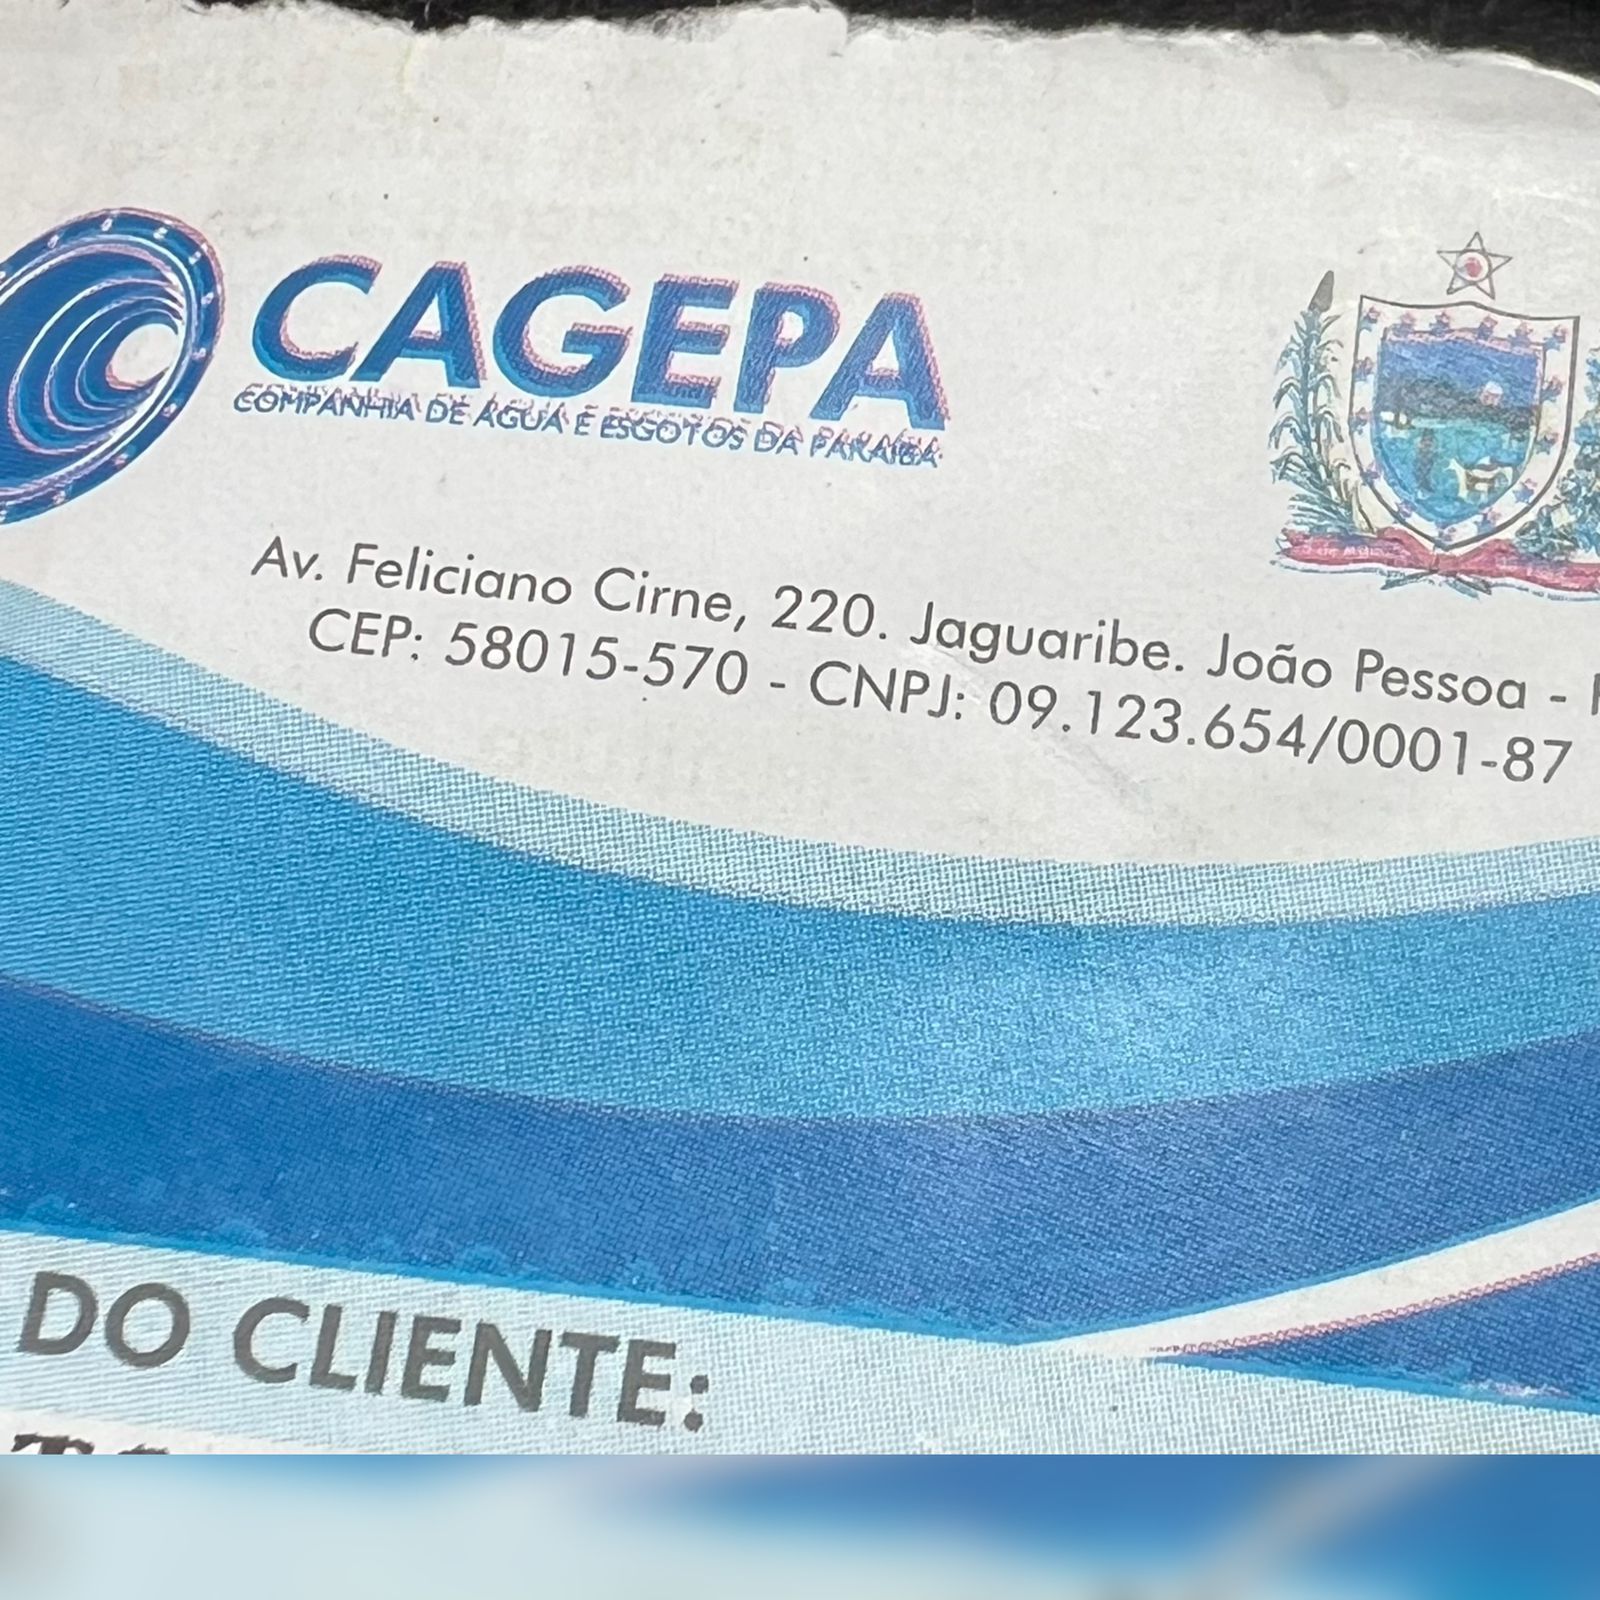 CAGEPA
COMPANHIA DE ÁGUA E ESGOTOS DA PARAÍBA
Av. Feliciano Cirne, 220. Jaguaribe. João Pessoa -
CEP: 58015-570 - CNPJ: 09.123.654/0001-87
DO CLIENTE: